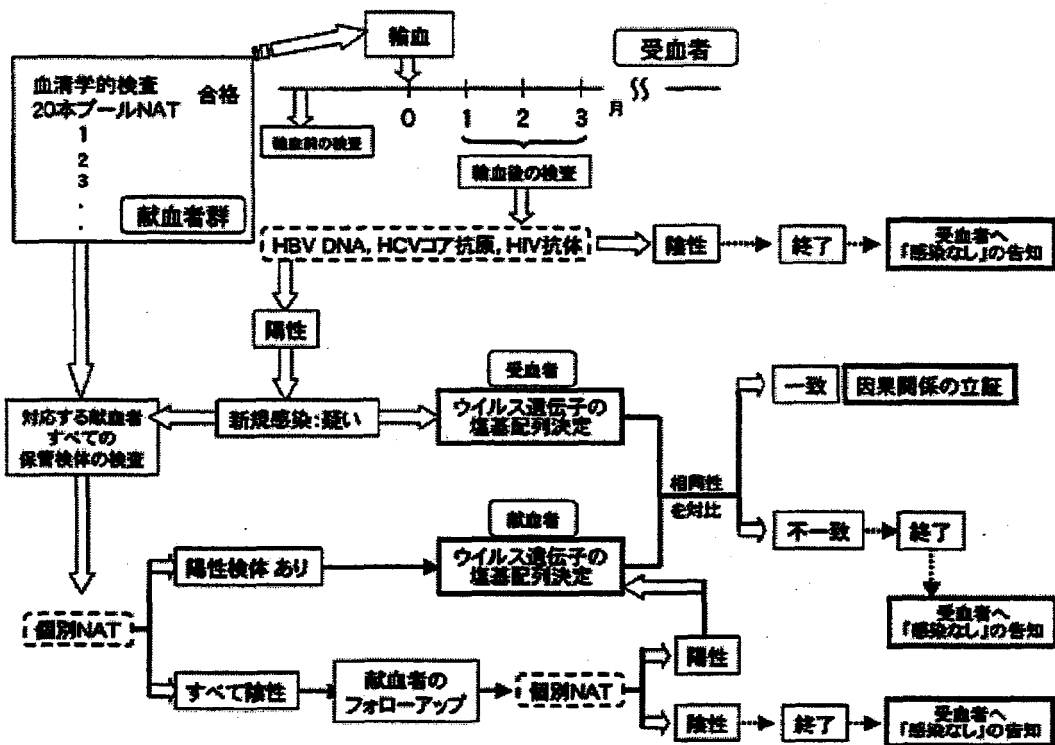 輸血
受血者
血清学的検査
20本プールNAT
合格
1
2
3
.
.
献血者群
0
1
2
3
月
輸血前の検査
輸血後の検査
HBV DNA, HCVコア抗原, HIV抗体
陰性
終了
受血者へ
『感染なし』の告知
陽性
受血者
新規感染:疑い
ウイルス遺伝子の
塩基配列決定
一致
因果関係の立証
対応する献血者
すべての
保管検体の検査
相同性
を対比
献血者
不一致
終了
陽性検体 あり
ウイルス遺伝子の
塩基配列決定
受血者へ
『感染なし』の告知
個別NAT
陽性
すべて陰性
献血者の
フォローアップ
個別NAT
陰性
終了
受血者へ
『感染なし』の告知